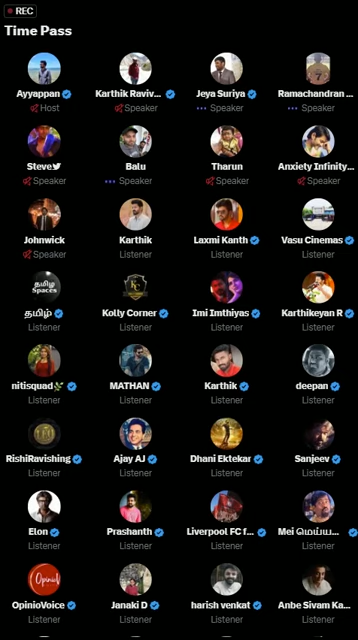 REC
Time Pass
Ayyappan Karthik Raviv... Jeya Suriya Ramachandran ...
Host Speaker Speaker Speaker
Steve Balu Tharun Anxiety Infinity...
Speaker Speaker Speaker Speaker
Johnwick Karthik Laxmi Kanth Vasu Cinemas
Speaker Listener Listener Listener
தமிழ்
Spaces
தமிழ் Kolly Corner Imi Imthiyas Karthikeyan R
Listener Listener Listener Listener
nitisquad🌿 MATHAN Karthik deepan
Listener Listener Listener Listener
RishiRavishing Ajay AJ Dhani Ektekar Sanjeev
Listener Listener Listener Listener
Elon Prashanth Liverpool FC f... Mei மெய்ய...
Listener Listener Listener Listener
Opinio
OpinioVoice Janaki D harish venkat Anbe Sivam Ka...
Listener Listener Listener Listener